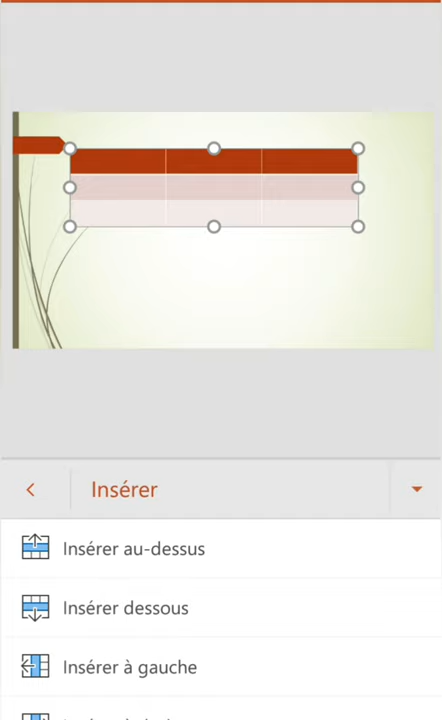 Insérer
Insérer au-dessus
Insérer dessous
Insérer à gauche